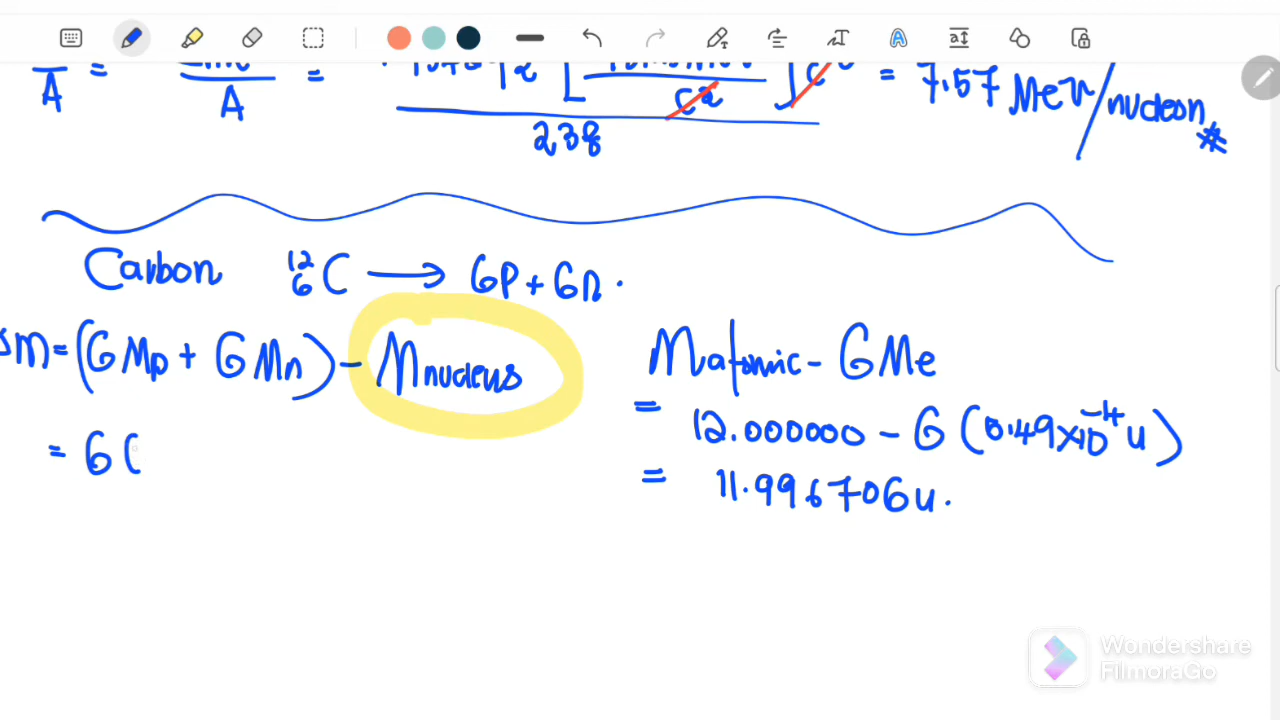 A = A = 238 [ c² ] = 7.57 MeV/nucleon *
Carbon ¹²₆C → 6P + 6n.
Δm = (6Mp + 6Mn) - Mnucleus
Matomic - 6Me
= 12.000000 - 6 (0.49×10⁻⁴ u)
= 11.996706u.
= 6(
Wondershare
FilmoraGo